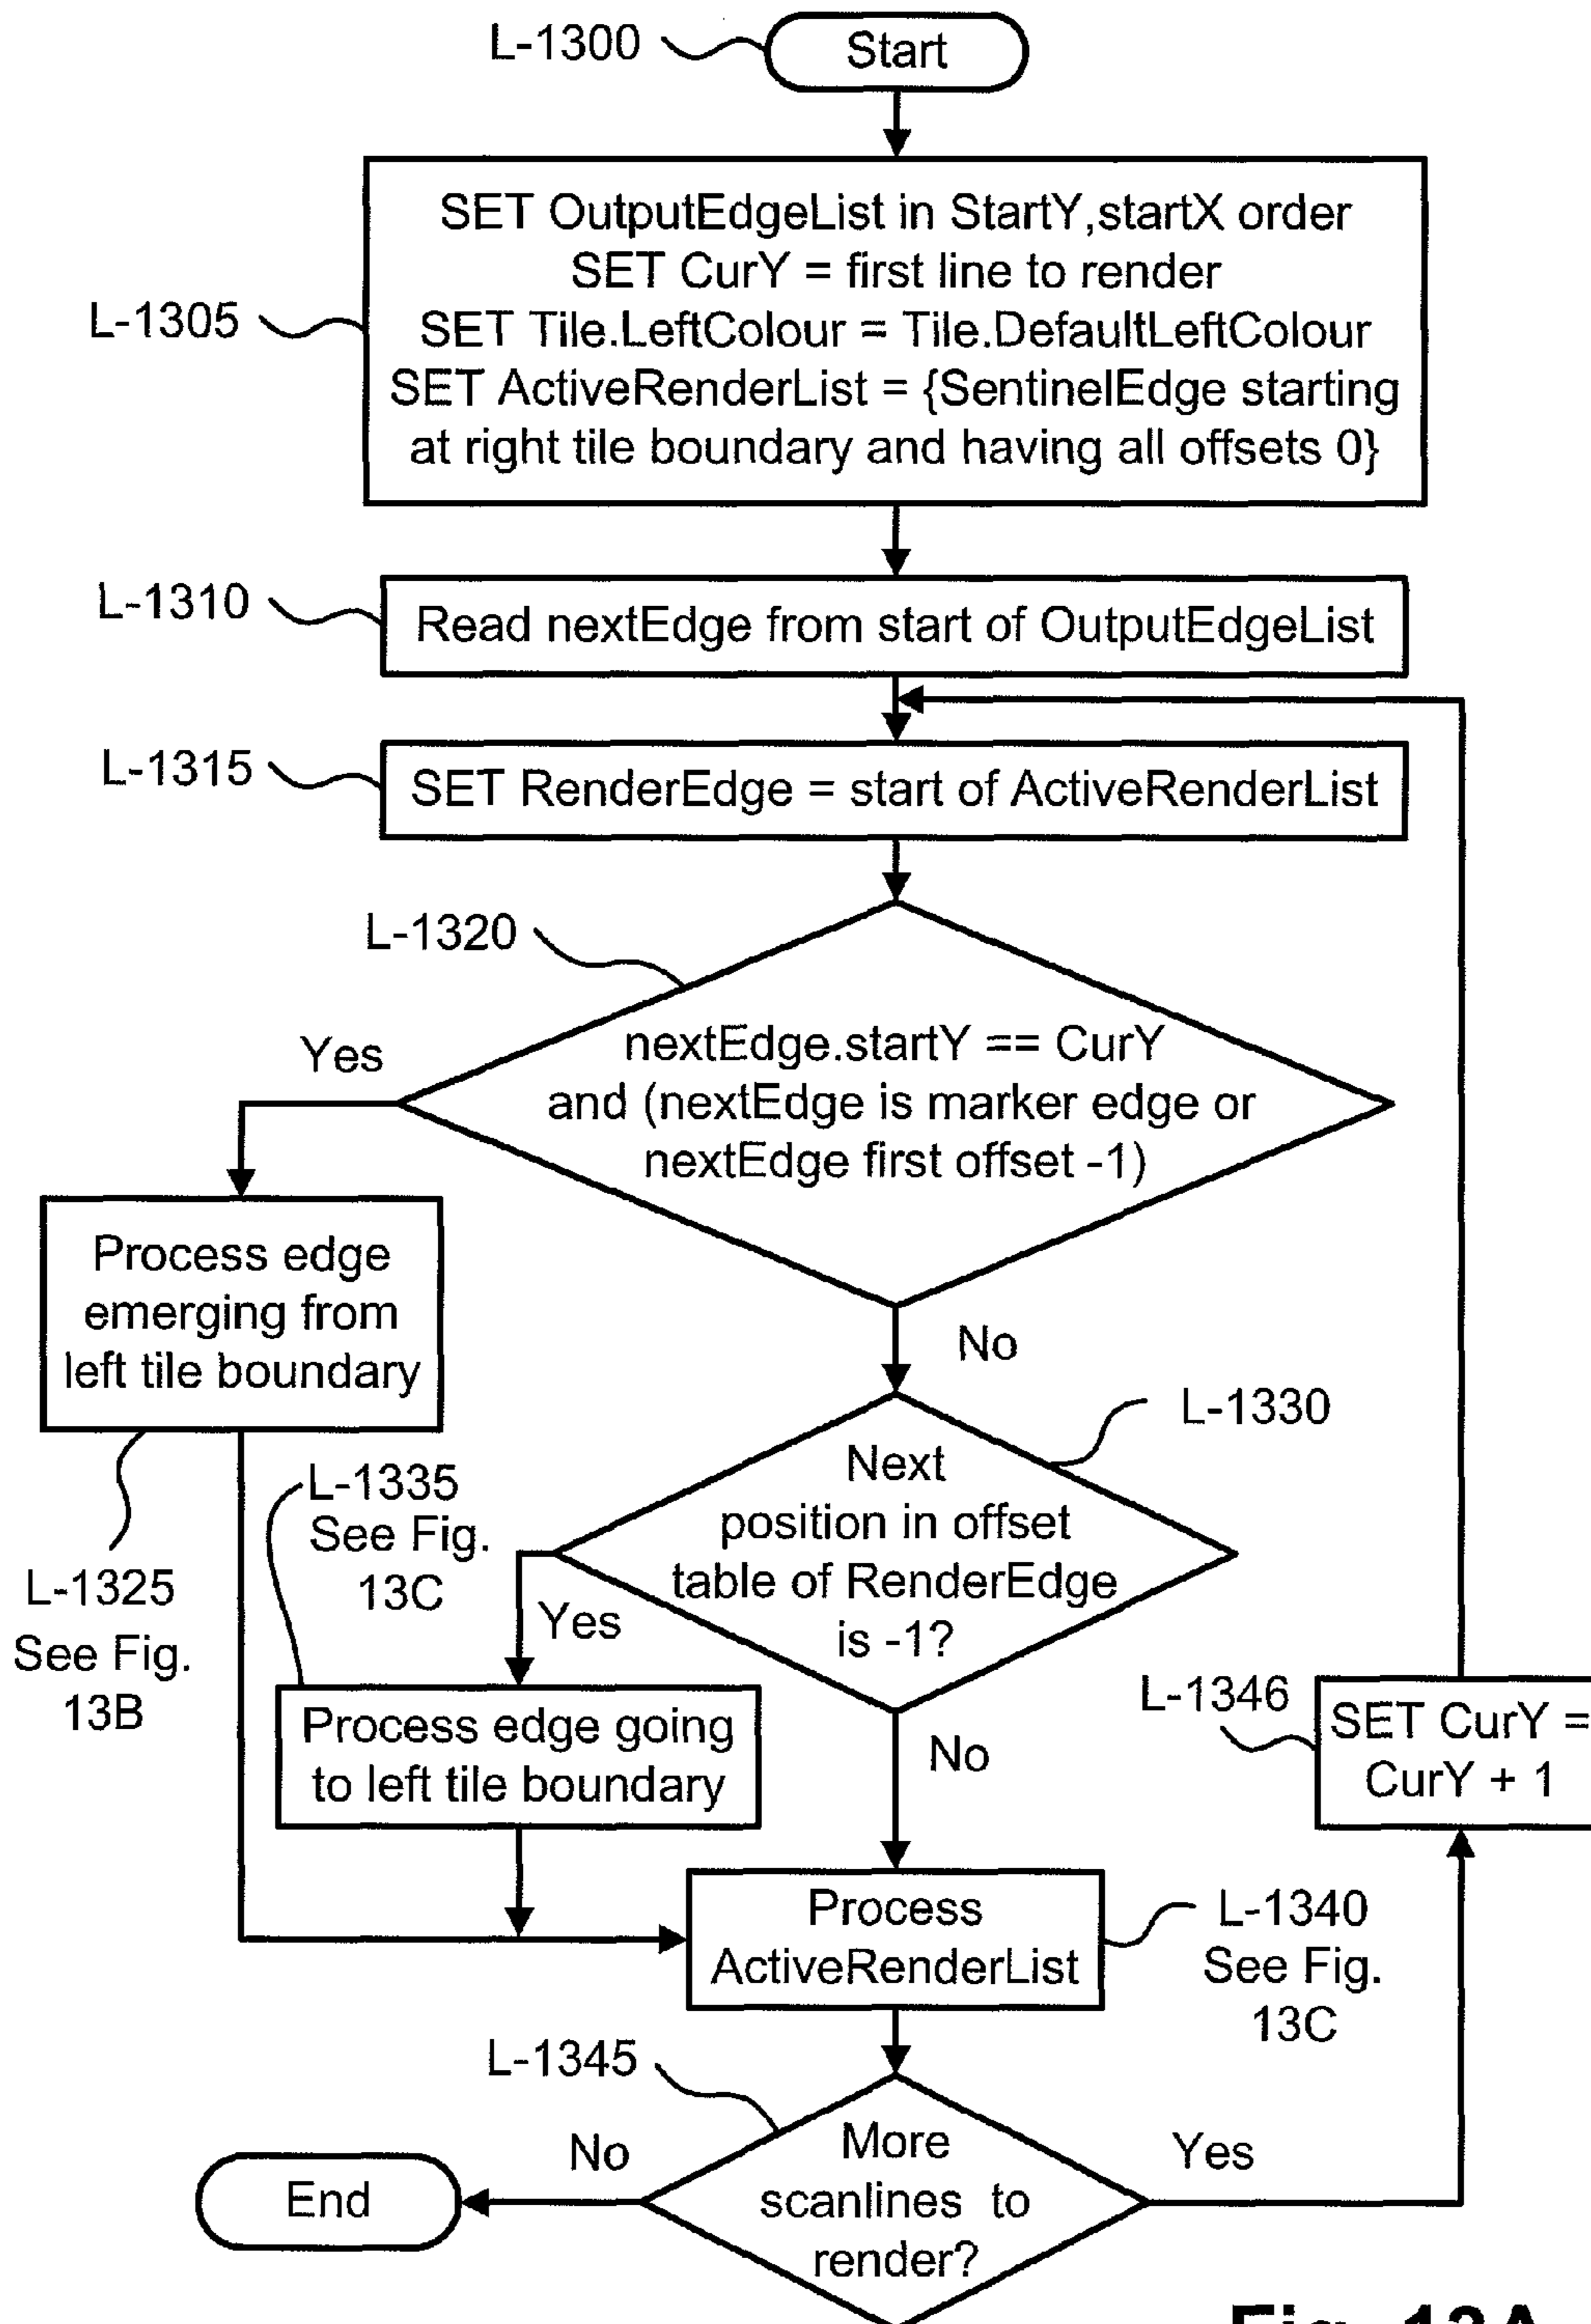 L-1300
Start
SET OutputEdgeList in StartY,startX order
SET CurY = first line to render
L-1305
SET Tile.LeftColour = Tile.DefaultLeftColour
SET ActiveRenderList = {SentinelEdge starting
at right tile boundary and having all offsets 0}
L-1310
Read nextEdge from start of OutputEdgeList
L-1315
SET RenderEdge = start of ActiveRenderList
L-1320
nextEdge.startY == CurY
and (nextEdge is marker edge or
nextEdge first offset -1)
Yes
No
Process edge
emerging from
left tile boundary
L-1325
See Fig.
13B
L-1330
Next
position in offset
table of RenderEdge
is -1?
L-1335
See Fig.
13C
Yes
No
Process edge going
to left tile boundary
L-1346
SET CurY =
CurY + 1
Process
ActiveRenderList
L-1340
See Fig.
13C
L-1345
More
scanlines to
render?
No
Yes
End
Fig. 13A